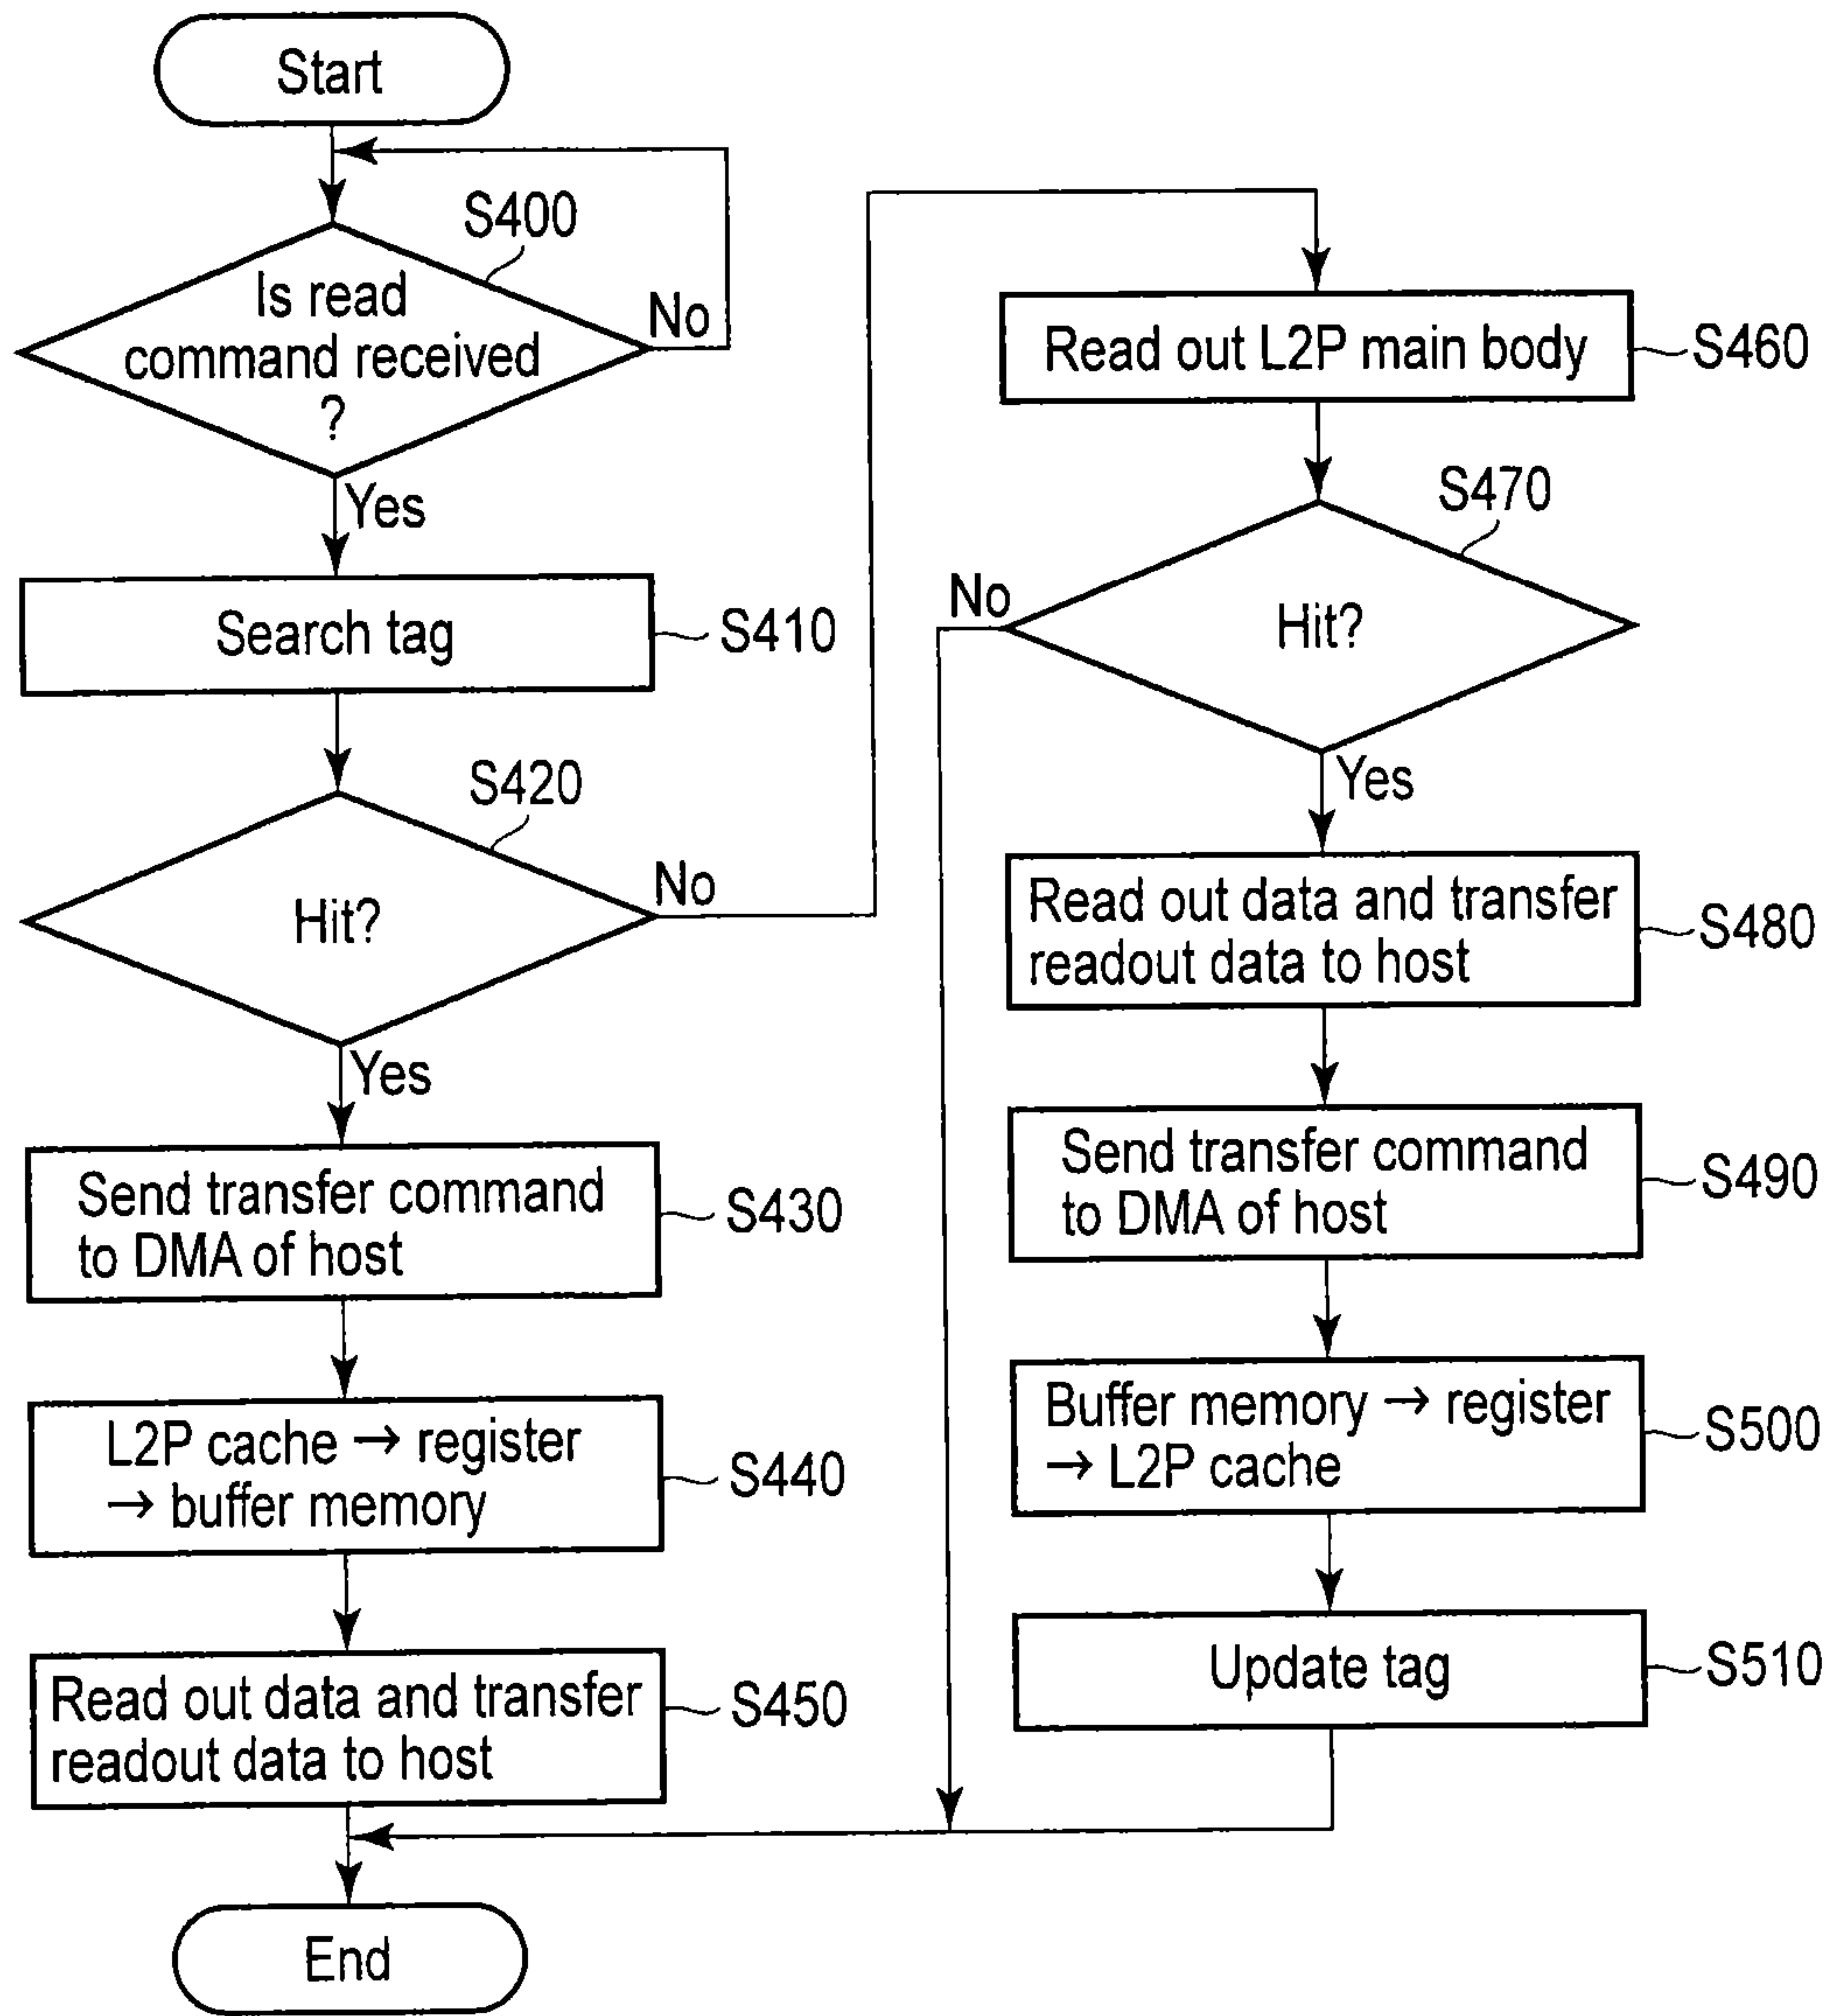 Start
S400
Is read
command received
?
No
Yes
Search tag
S410
S420
Hit?
No
Yes
Send transfer command
to DMA of host
S430
L2P cache → register
→ buffer memory
S440
Read out data and transfer
readout data to host
S450
End
Read out L2P main body
S460
S470
No
Hit?
Yes
Read out data and transfer
readout data to host
S480
Send transfer command
to DMA of host
S490
Buffer memory → register
→ L2P cache
S500
Update tag
S510